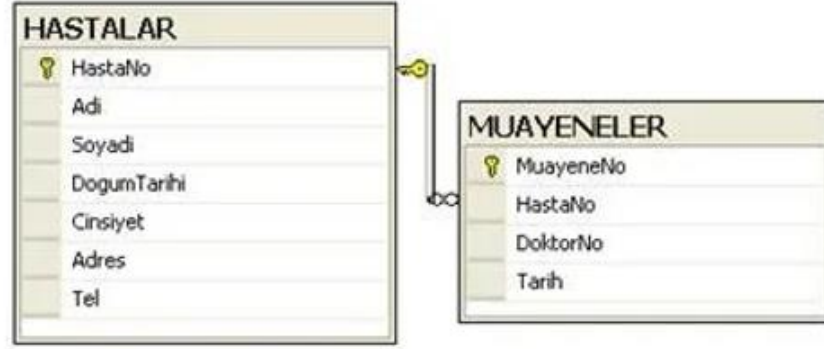 HASTALAR
HastaNo
Adi
Soyadi
DogumTarihi
Cinsiyet
Adres
Tel
MUAYENELER
MuayeneNo
HastaNo
DoktorNo
Tarih